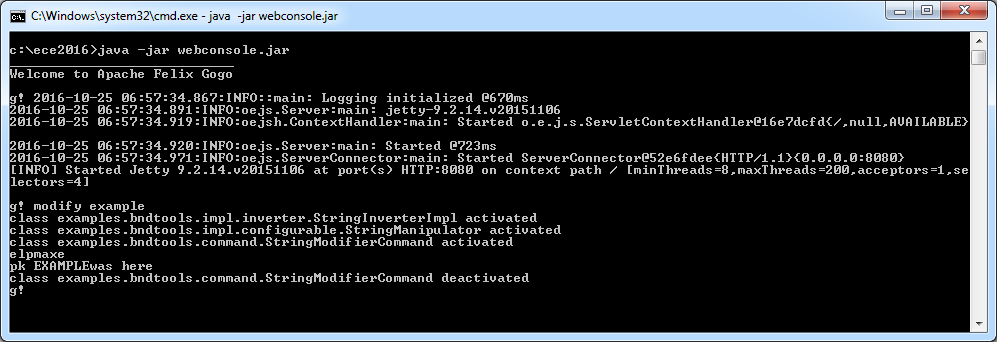 C:\Windows\system32\cmd.exe - java  -jar webconsole.jar
c:\ece2016>java -jar webconsole.jar
____________________________
Welcome to Apache Felix Gogo
g! 2016-10-25 06:57:34.867:INFO::main: Logging initialized @670ms
2016-10-25 06:57:34.891:INFO:oejs.Server:main: jetty-9.2.14.v20151106
2016-10-25 06:57:34.919:INFO:oejsh.ContextHandler:main: Started o.e.j.s.ServletContextHandler@16e7dcfd{/,null,AVAILABLE}
2016-10-25 06:57:34.920:INFO:oejs.Server:main: Started @723ms
2016-10-25 06:57:34.971:INFO:oejs.ServerConnector:main: Started ServerConnector@52e6fdee{HTTP/1.1}{0.0.0.0:8080}
[INFO] Started Jetty 9.2.14.v20151106 at port(s) HTTP:8080 on context path / [minThreads=8,maxThreads=200,acceptors=1,se
lectors=4]
g! modify example
class examples.bndtools.impl.inverter.StringInverterImpl activated
class examples.bndtools.impl.configurable.StringManipulator activated
class examples.bndtools.command.StringModifierCommand activated
elpmaxe
pk EXAMPLEwas here
class examples.bndtools.command.StringModifierCommand deactivated
g!